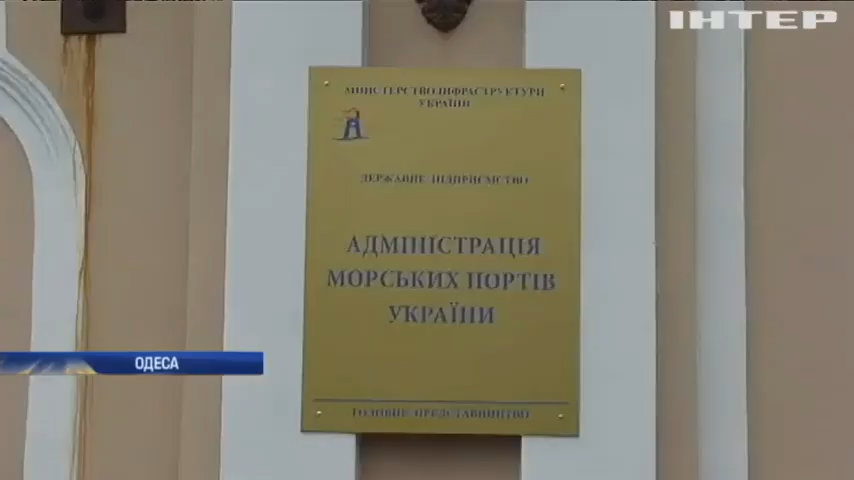 ІНТЕР
МІНІСТЕРСТВО ІНФРАСТРУКТУРИ
УКРАЇНИ
ДЕРЖАВНЕ ПІДПРИЄМСТВО
АДМІНІСТРАЦІЯ
МОРСЬКИХ ПОРТІВ
УКРАЇНИ
ОДЕСА
ГОЛОВНЕ ПРЕДСТАВНИЦТВО